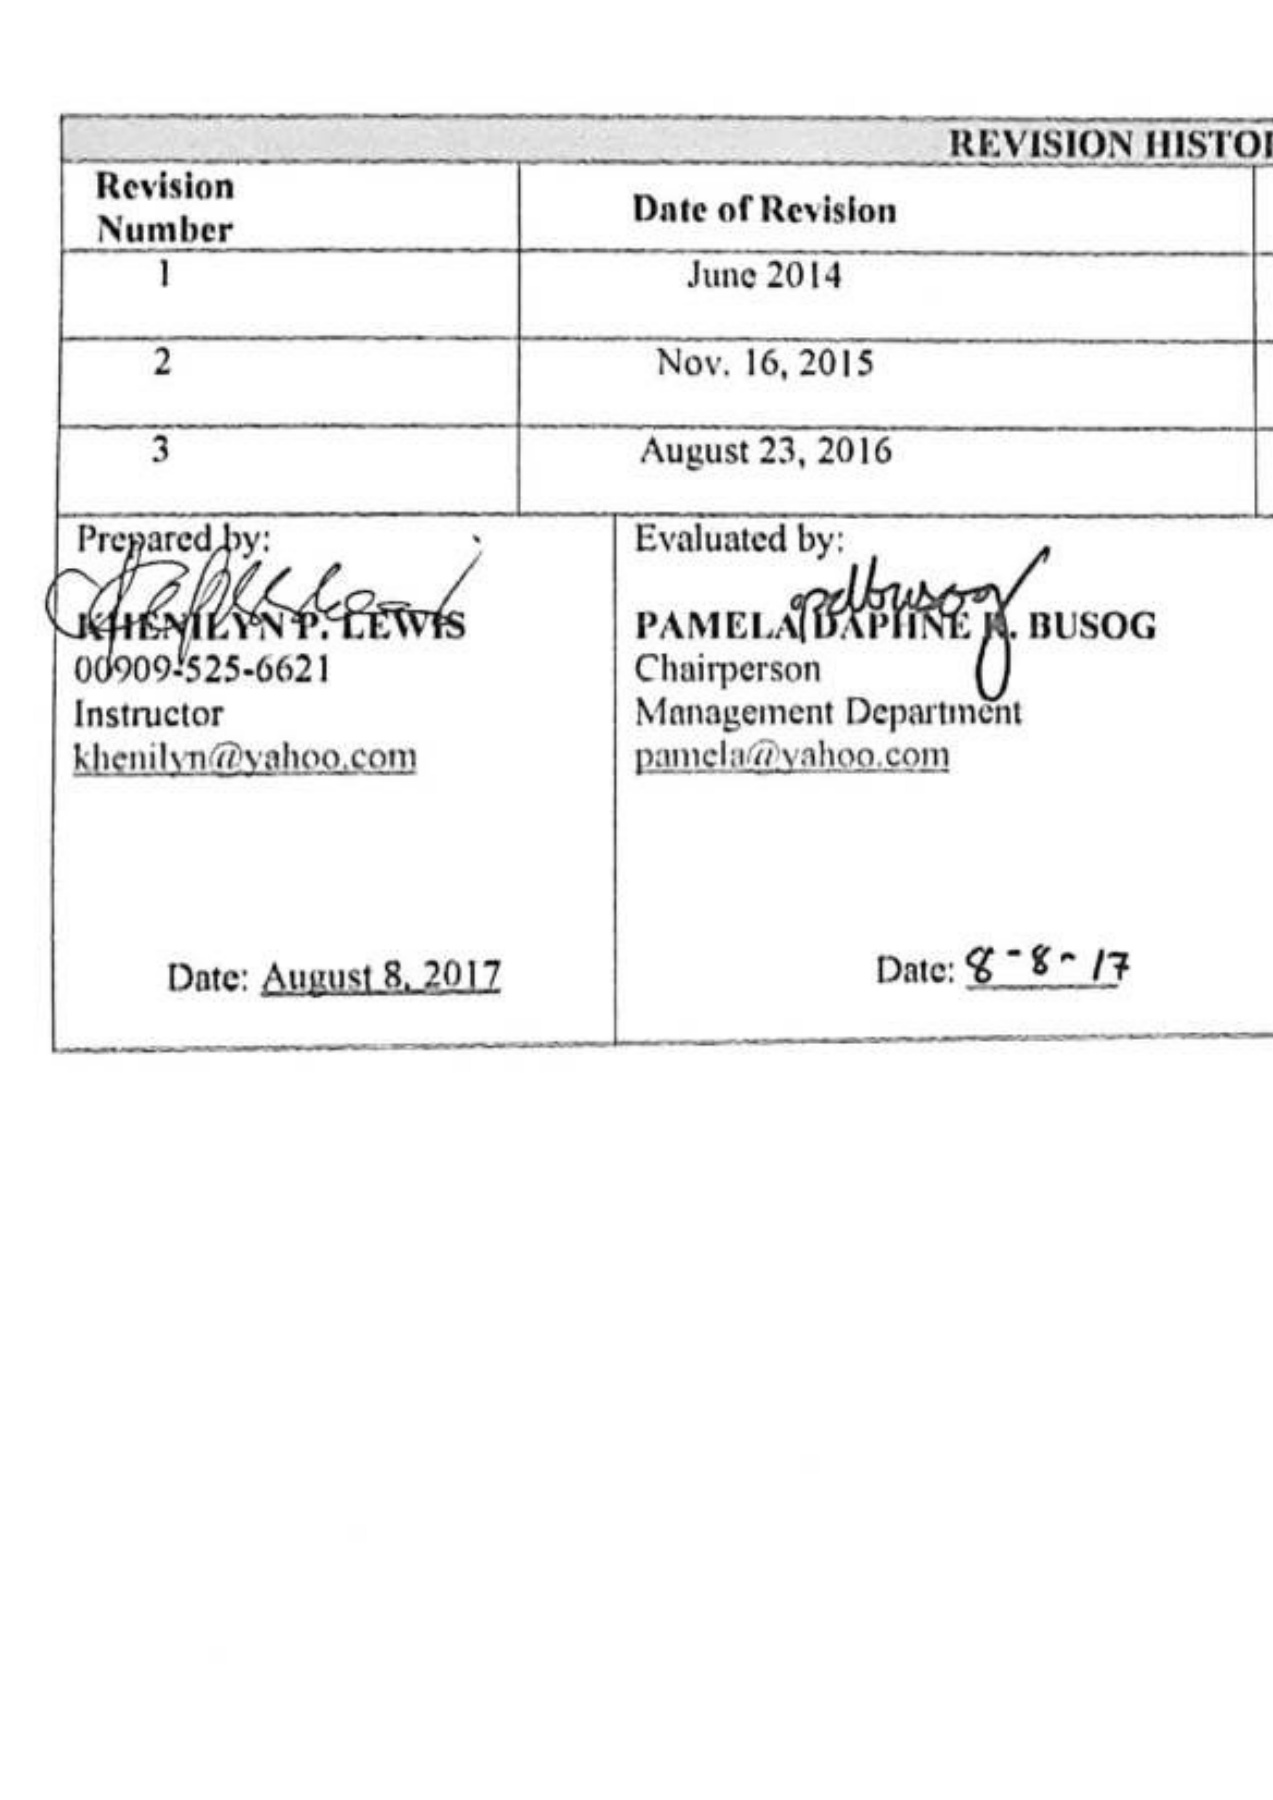 REVISION HISTO
Revision
Number
Date of Revision
1
June 2014
2
Nov. 16, 2015
3
August 23, 2016
Prepared by:
KHENILYN P. LEWIS
00909-525-6621
Instructor
khenilyn@yahoo.com
Date: August 8, 2017
Evaluated by:
pdbusog
PAMELA DAPHNE K. BUSOG
Chairperson
Management Department
pamela@yahoo.com
Date: 8-8-17